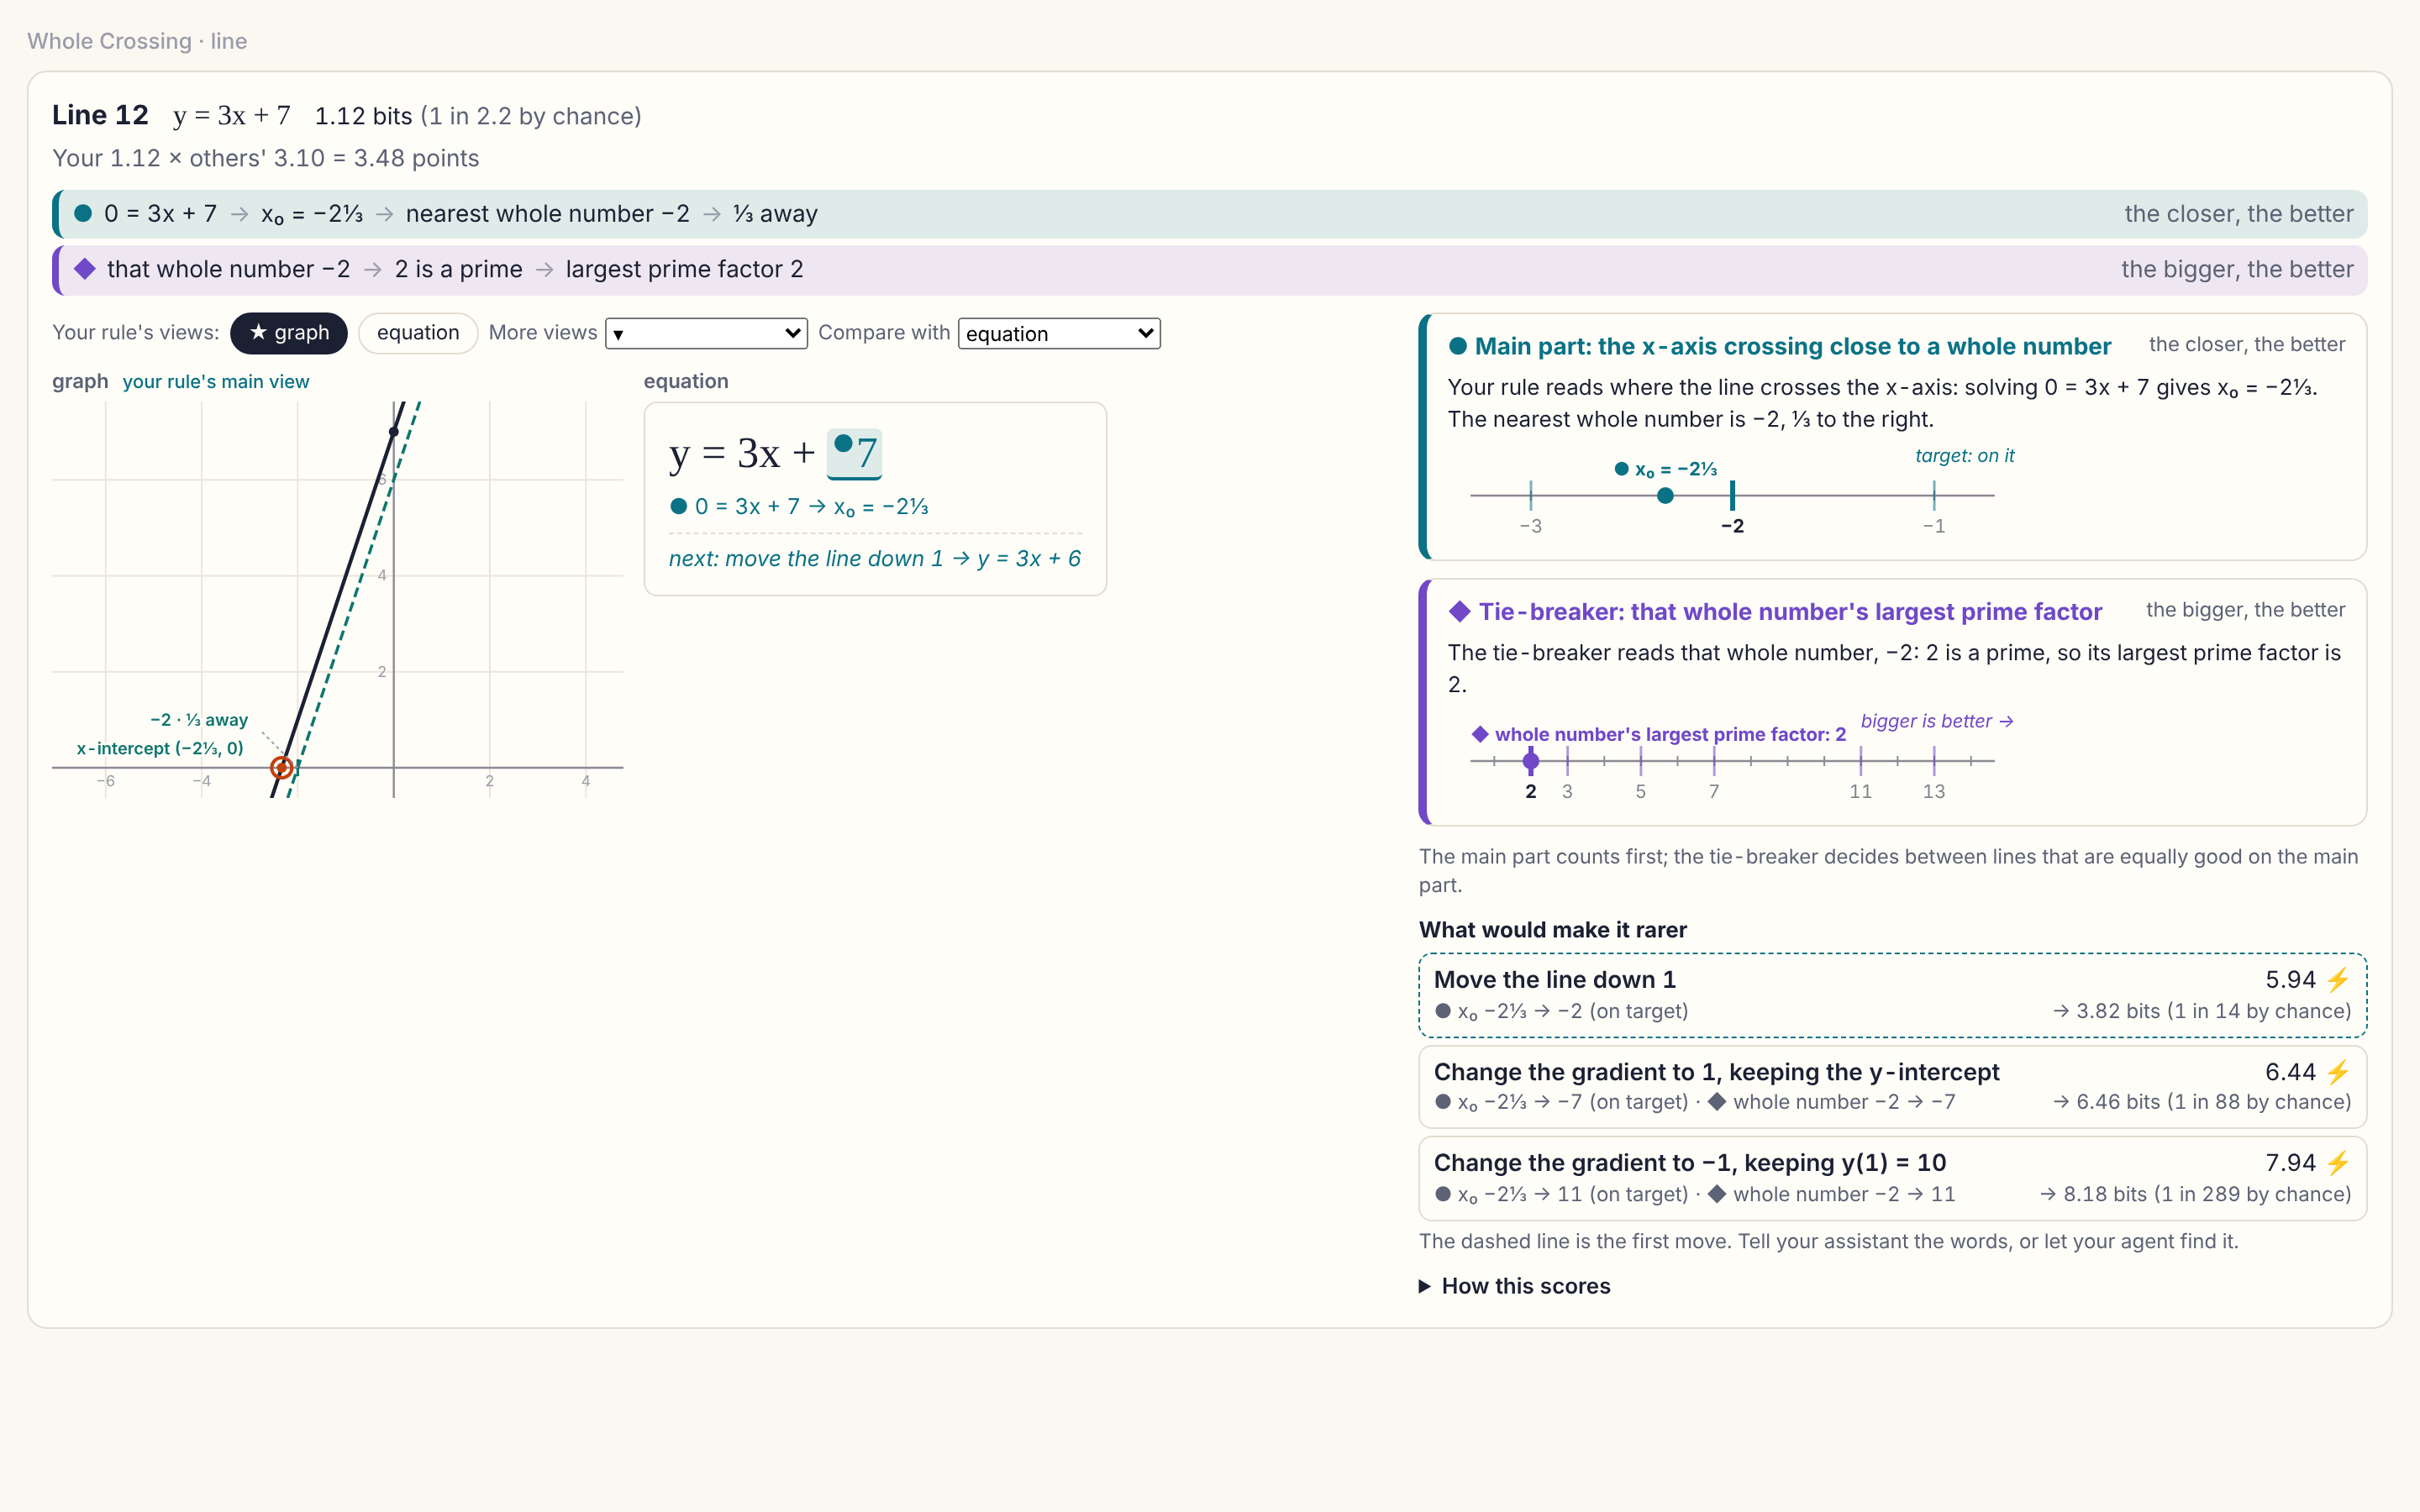 Whole Crossing · line
Line 12 y = 3x + 7 1.12 bits (1 in 2.2 by chance)
Your 1.12 × others' 3.10 = 3.48 points
● 0 = 3x + 7 → x₀ = −2⅓ → nearest whole number −2 → ⅓ away the closer, the better
◆ that whole number −2 → 2 is a prime → largest prime factor 2 the bigger, the better
Your rule's views: ★ graph equation More views ▾ Compare with equation
graph your rule's main view
6
4
2
−2 · ⅓ away
x-intercept (−2⅓, 0)
−6 −4 2 4
equation
y = 3x + ●7
● 0 = 3x + 7 → x₀ = −2⅓
next: move the line down 1 → y = 3x + 6
● Main part: the x-axis crossing close to a whole number the closer, the better
Your rule reads where the line crosses the x-axis: solving 0 = 3x + 7 gives x₀ = −2⅓.
The nearest whole number is −2, ⅓ to the right.
target: on it
● x₀ = −2⅓
−3 −2 −1
◆ Tie-breaker: that whole number's largest prime factor the bigger, the better
The tie-breaker reads that whole number, −2: 2 is a prime, so its largest prime factor is
2.
◆ whole number's largest prime factor: 2 bigger is better →
2 3 5 7 11 13
The main part counts first; the tie-breaker decides between lines that are equally good on the main
part.
What would make it rarer
Move the line down 1 5.94 ⚡
● x₀ −2⅓ → −2 (on target) → 3.82 bits (1 in 14 by chance)
Change the gradient to 1, keeping the y-intercept 6.44 ⚡
● x₀ −2⅓ → −7 (on target) · ◆ whole number −2 → −7 → 6.46 bits (1 in 88 by chance)
Change the gradient to −1, keeping y(1) = 10 7.94 ⚡
● x₀ −2⅓ → 11 (on target) · ◆ whole number −2 → 11 → 8.18 bits (1 in 289 by chance)
The dashed line is the first move. Tell your assistant the words, or let your agent find it.
▶ How this scores